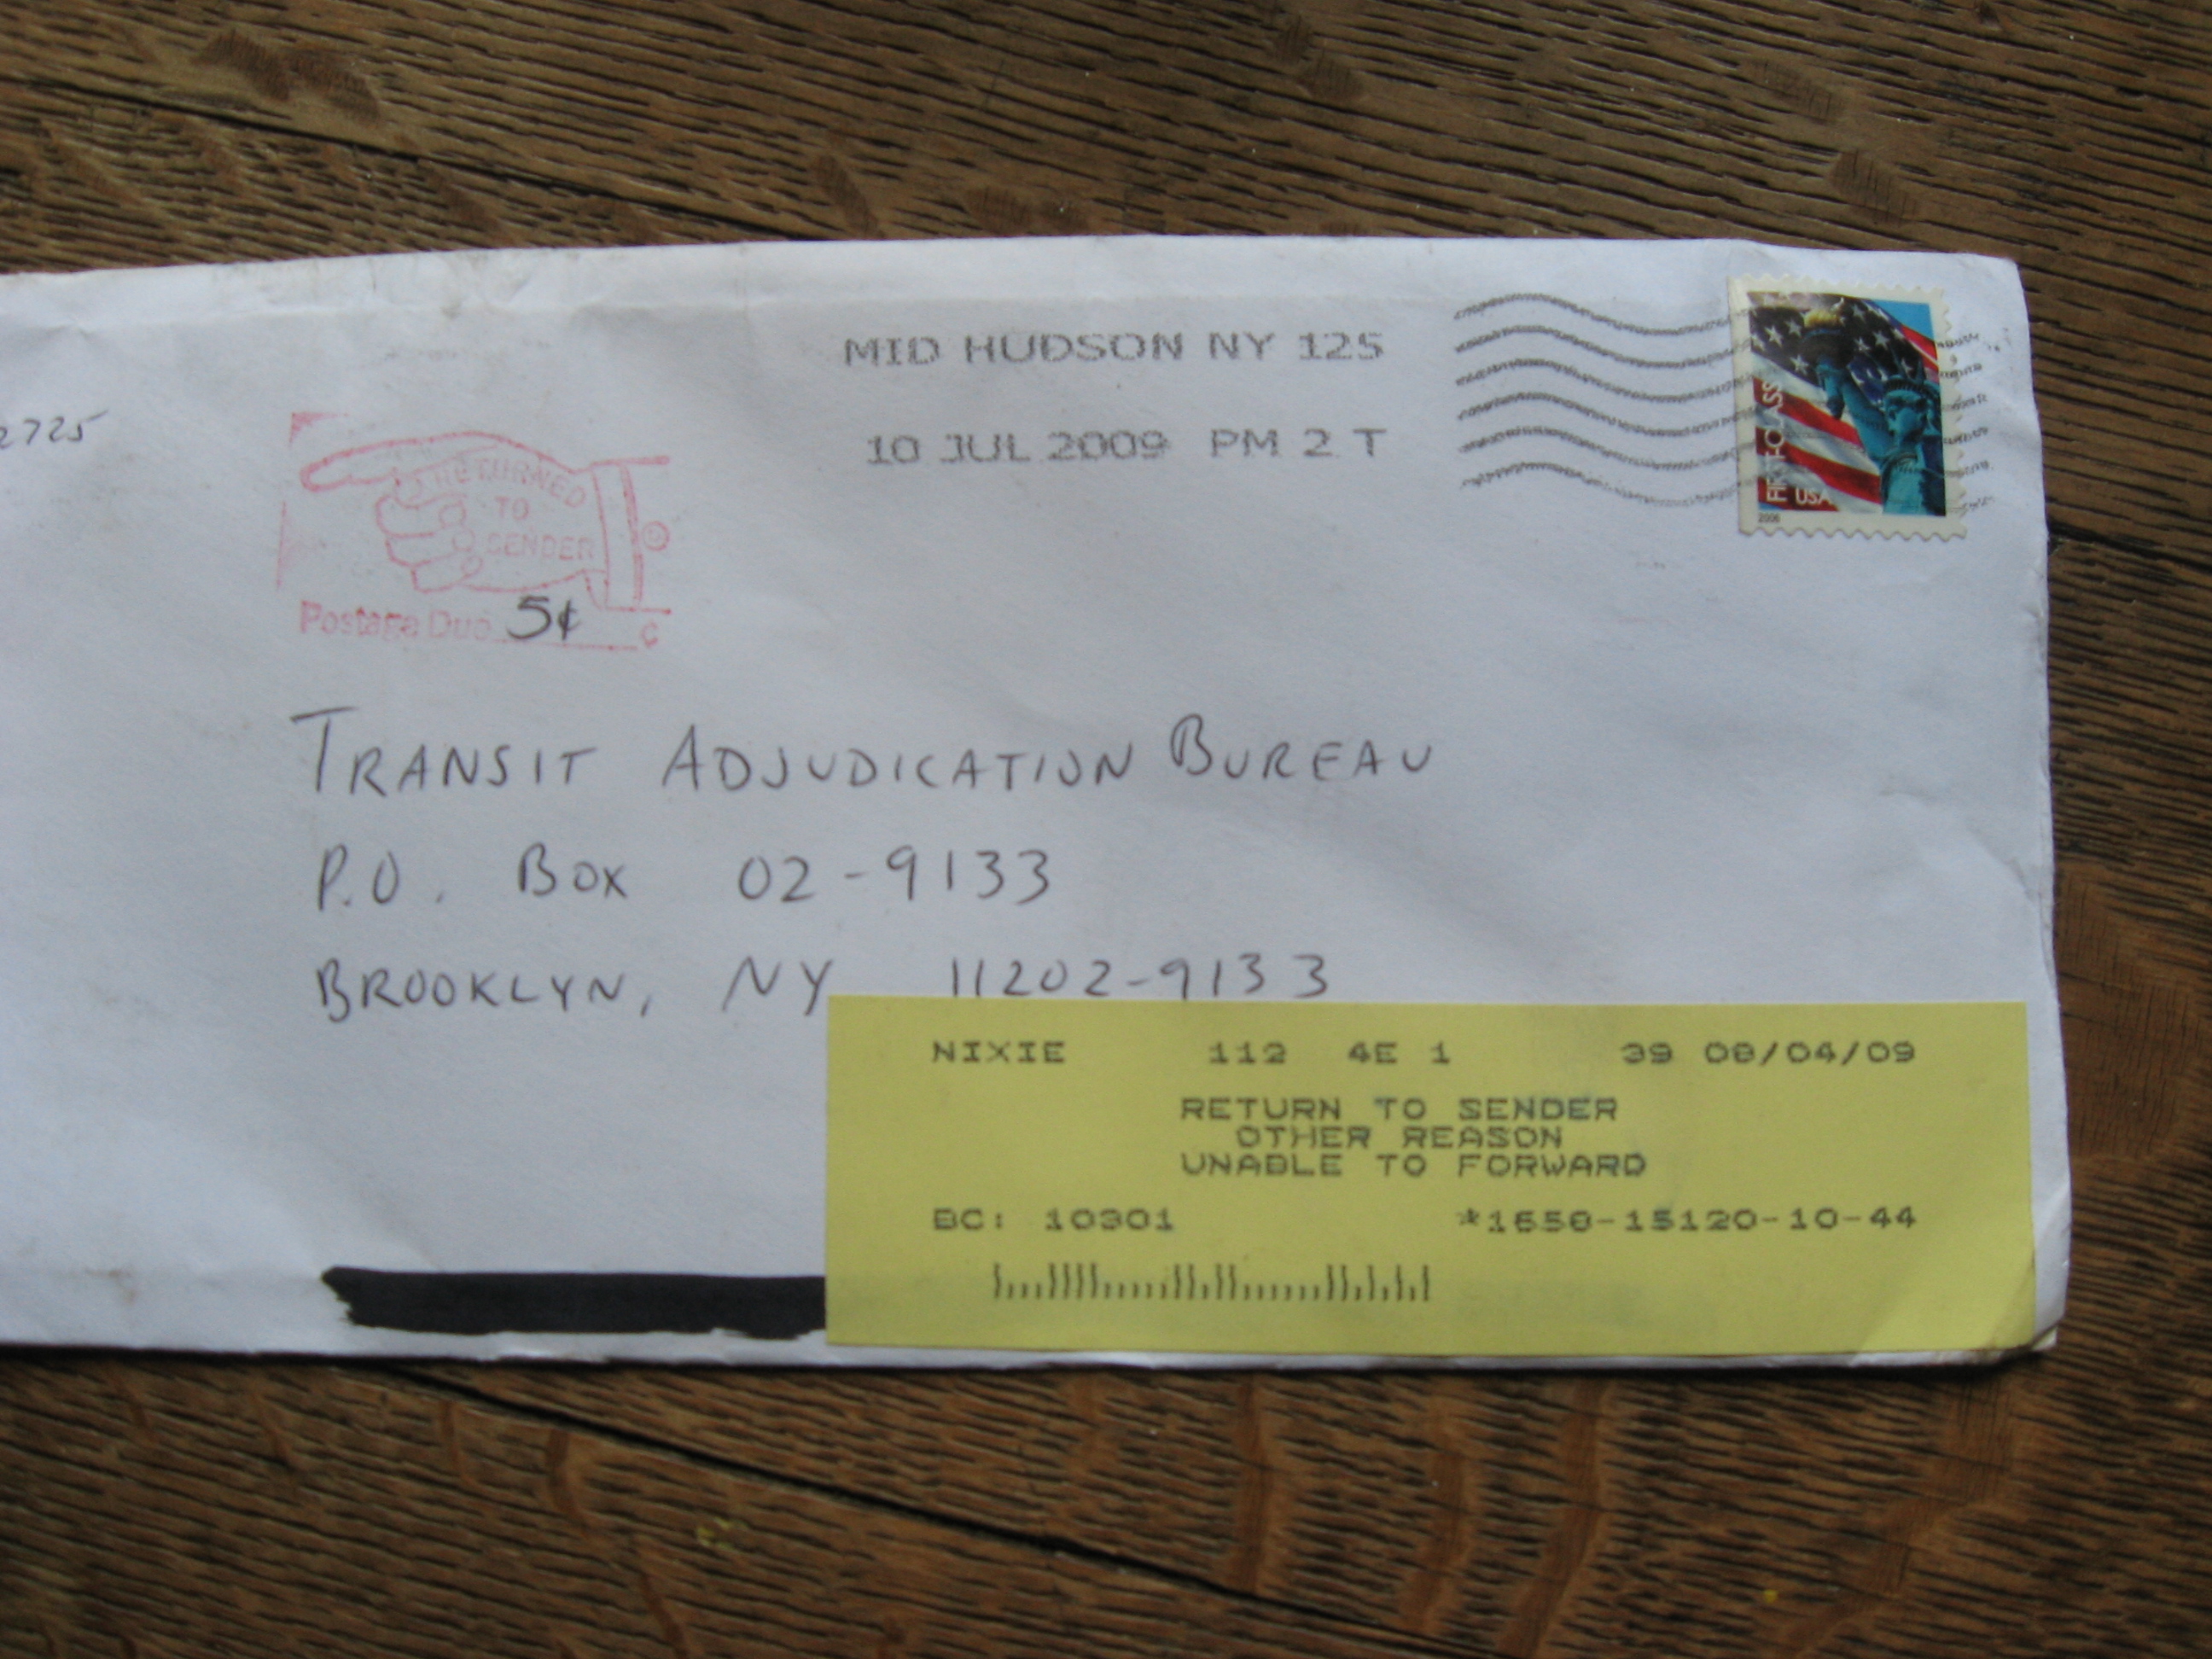 MID HUDSON NY 125
10 JUL 2009 PM 2 T
FIRST-CLASS
USA
2006
2725
RETURNED
TO
SENDER
Postage Due 5¢ ¢
TRANSIT ADJUDICATION BUREAU
P.O. BOX 02-9133
BROOKLYN, NY 11202-9133
NIXIE 112 4E 1 39 08/04/09
RETURN TO SENDER
OTHER REASON
UNABLE TO FORWARD
BC: 10301 *1658-15120-10-44